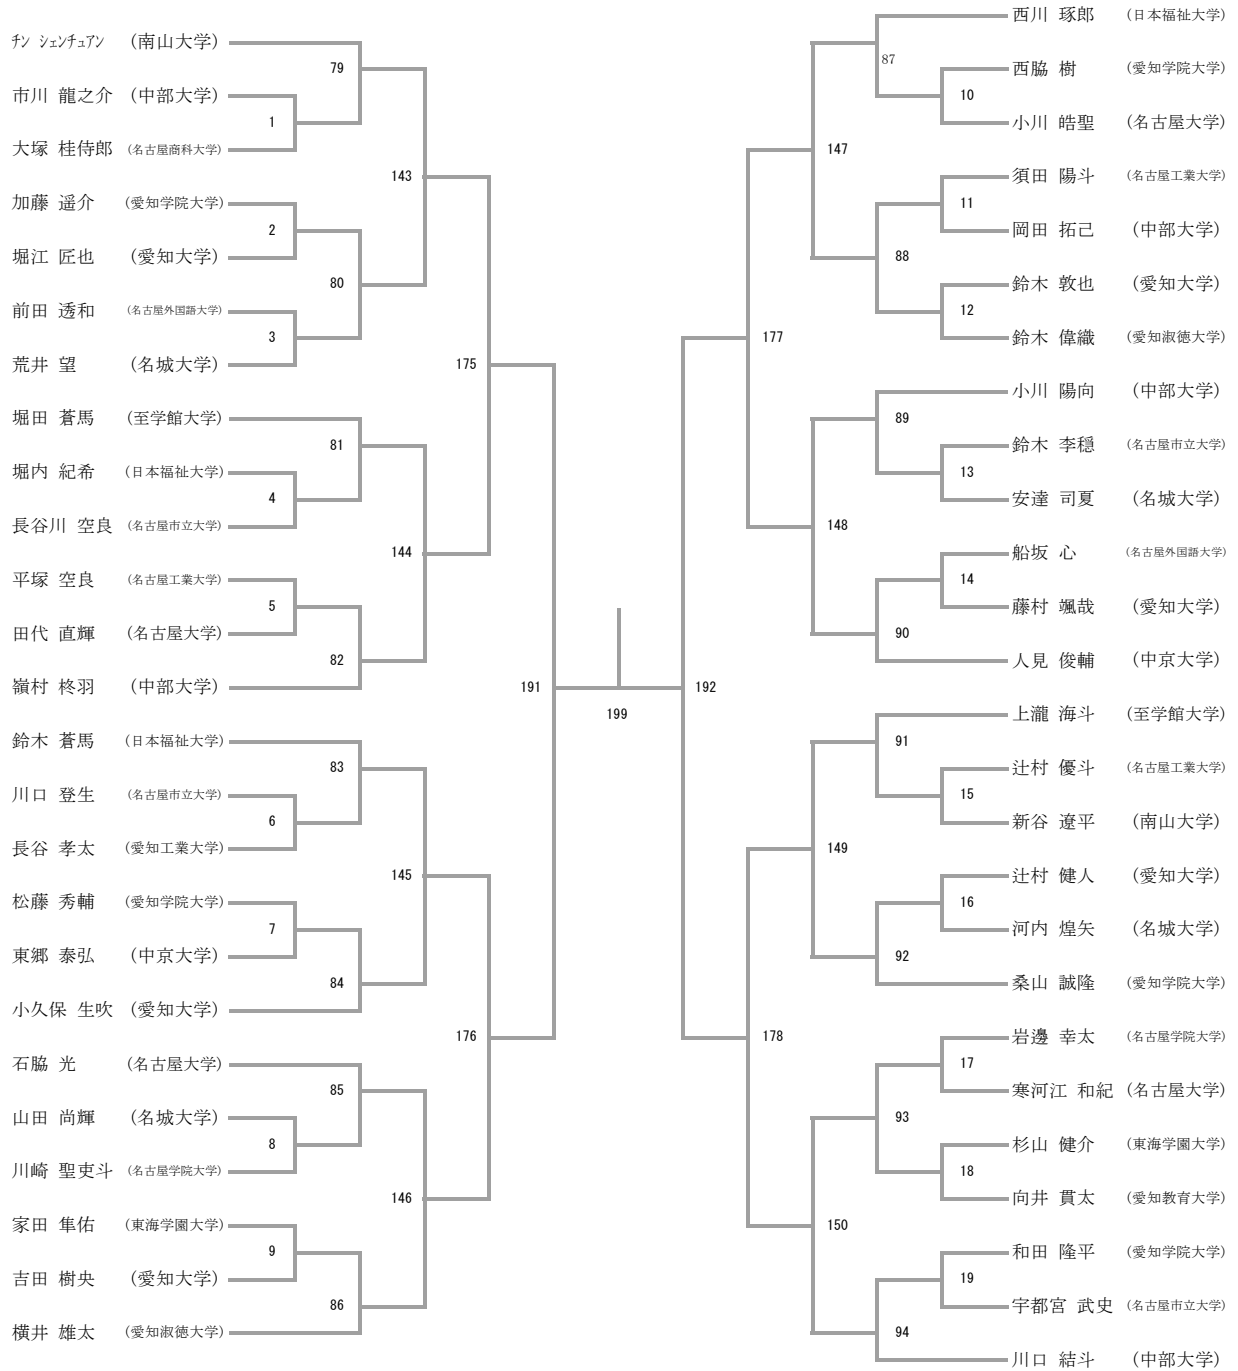 チン シェンチュアン (南山大学)
市川 龍之介 (中部大学)
大塚 桂侍郎 (名古屋商科大学)
加藤 遥介 (愛知学院大学)
堀江 匠也 (愛知大学)
前田 透和 (名古屋外国語大学)
荒井 望 (名城大学)
堀田 蒼馬 (至学館大学)
堀内 紀希 (日本福祉大学)
長谷川 空良 (名古屋市立大学)
平塚 空良 (名古屋工業大学)
田代 直輝 (名古屋大学)
嶺村 柊羽 (中部大学)
鈴木 蒼馬 (日本福祉大学)
川口 登生 (名古屋市立大学)
長谷 孝太 (愛知工業大学)
松藤 秀輔 (愛知学院大学)
東郷 泰弘 (中京大学)
小久保 生吹 (愛知大学)
石脇 光 (名古屋大学)
山田 尚輝 (名城大学)
川崎 聖吏斗 (名古屋学院大学)
家田 隼佑 (東海学園大学)
吉田 樹央 (愛知大学)
横井 雄太 (愛知淑徳大学)
1
2
3
4
5
6
7
8
9
79
80
81
82
83
84
85
86
143
144
145
146
175
176
191
199
192
177
178
147
148
149
150
87
88
89
90
91
92
93
94
10
11
12
13
14
15
16
17
18
19
西川 琢郎 (日本福祉大学)
西脇 樹 (愛知学院大学)
小川 皓聖 (名古屋大学)
須田 陽斗 (名古屋工業大学)
岡田 拓己 (中部大学)
鈴木 敦也 (愛知大学)
鈴木 偉織 (愛知淑徳大学)
小川 陽向 (中部大学)
鈴木 李穏 (名古屋市立大学)
安達 司夏 (名城大学)
船坂 心 (名古屋外国語大学)
藤村 颯哉 (愛知大学)
人見 俊輔 (中京大学)
上瀧 海斗 (至学館大学)
辻村 優斗 (名古屋工業大学)
新谷 遼平 (南山大学)
辻村 健人 (愛知大学)
河内 煌矢 (名城大学)
桑山 誠隆 (愛知学院大学)
岩邊 幸太 (名古屋学院大学)
寒河江 和紀 (名古屋大学)
杉山 健介 (東海学園大学)
向井 貫太 (愛知教育大学)
和田 隆平 (愛知学院大学)
宇都宮 武史 (名古屋市立大学)
川口 結斗 (中部大学)